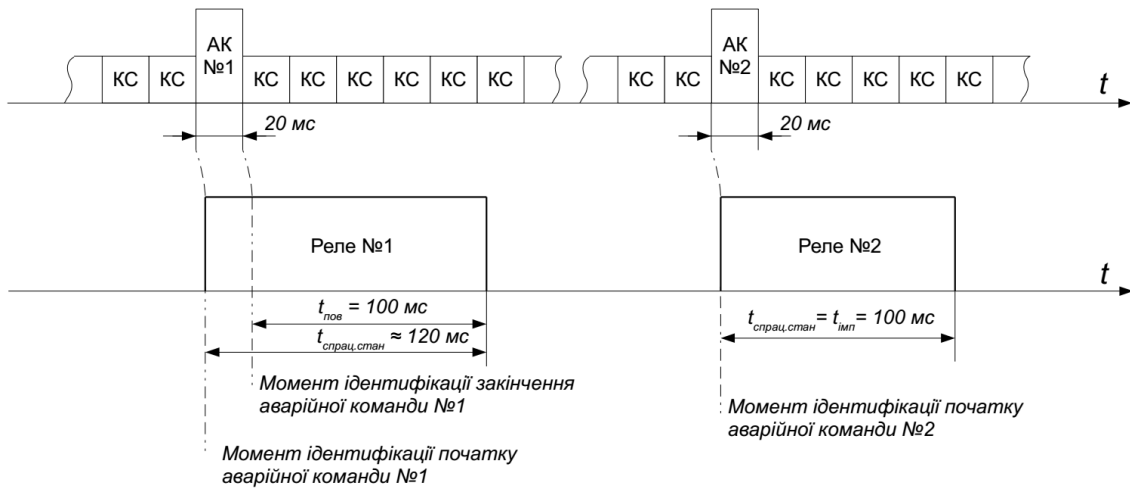 АК
№1
АК
№2
КС КС КС КС КС КС КС КС КС КС КС КС КС КС КС
t
20 мс
20 мс
Реле №1
Реле №2
t
tпов = 100 мс
tспрац.стан ≈ 120 мс
tспрац.стан = tімп = 100 мс
Момент ідентифікації закінчення
аварійної команди №1
Момент ідентифікації початку
аварійної команди №2
Момент ідентифікації початку
аварійної команди №1